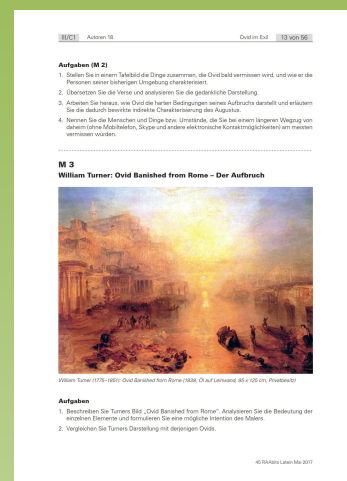 III/C1 Autoren 18 Ovid im Exil 13 von 56
Aufgaben (M 2)
1. Stellen Sie in einem Tafelbild die Dinge zusammen, die Ovid bald vermissen wird, und wie er die
Personen seiner bisherigen Umgebung charakterisiert.
2. Übersetzen Sie die Verse und analysieren Sie die gedankliche Darstellung.
3. Arbeiten Sie heraus, wie Ovid die harten Bedingungen seines Aufbruchs darstellt und erläutern
Sie die dadurch bewirkte indirekte Charakterisierung des Augustus.
4. Nennen Sie die Menschen und Dinge bzw. Umstände, die Sie bei einem längeren Wegzug von
daheim (ohne Mobiltelefon, Skype und andere elektronische Kontaktmöglichkeiten) am meisten
vermissen würden.
M 3
William Turner: Ovid Banished from Rome – Der Aufbruch
William Turner (1775–1851): Ovid Banished from Rome (1838, Öl auf Leinwand, 95 x 125 cm, Privatbesitz)
Aufgaben
1. Beschreiben Sie Turners Bild „Ovid Banished from Rome“. Analysieren Sie die Bedeutung der
einzelnen Elemente und formulieren Sie eine mögliche Intention des Malers.
2. Vergleichen Sie Turners Darstellung mit derjenigen Ovids.
45 RAAbits Latein Mai 2017